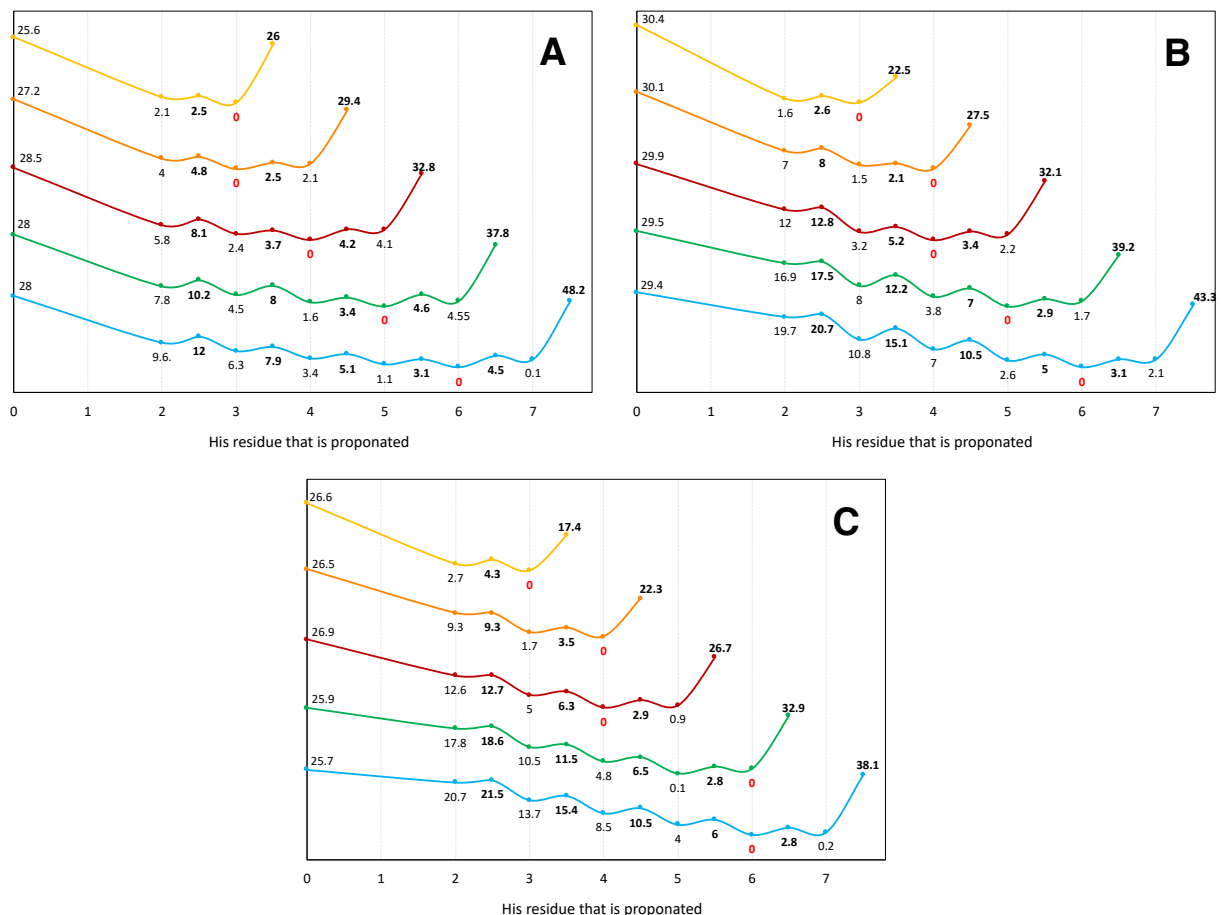 A
25.6
26
2.1 2.5 0
27.2
29.4
4 4.8 0 2.5 2.1
28.5
32.8
5.8 8.1 2.4 3.7 0 4.2 4.1
28
37.8
7.8 10.2 4.5 8 1.6 3.4 0 4.6 4.55
28
48.2
9.6. 12 6.3 7.9 3.4 5.1 1.1 3.1 0 4.5 0.1
0 1 2 3 4 5 6 7
His residue that is proponated
B
30.4
22.5
1.6 2.6 0
30.1
27.5
7 8 1.5 2.1 0
29.9
32.1
12 12.8 3.2 5.2 0 3.4 2.2
29.5
39.2
16.9 17.5 8 12.2 3.8 7 0 2.9 1.7
29.4
43.3
19.7 20.7 10.8 15.1 7 10.5 2.6 5 0 3.1 2.1
0 1 2 3 4 5 6 7
His residue that is proponated
C
26.6
17.4
2.7 4.3 0
26.5
22.3
9.3 9.3 1.7 3.5 0
26.9
26.7
12.6 12.7 5 6.3 0 2.9 0.9
25.9
32.9
17.8 18.6 10.5 11.5 4.8 6.5 0.1 2.8 0
25.7
38.1
20.7 21.5 13.7 15.4 8.5 10.5 4 6 0 2.8 0.2
0 1 2 3 4 5 6 7
His residue that is proponated